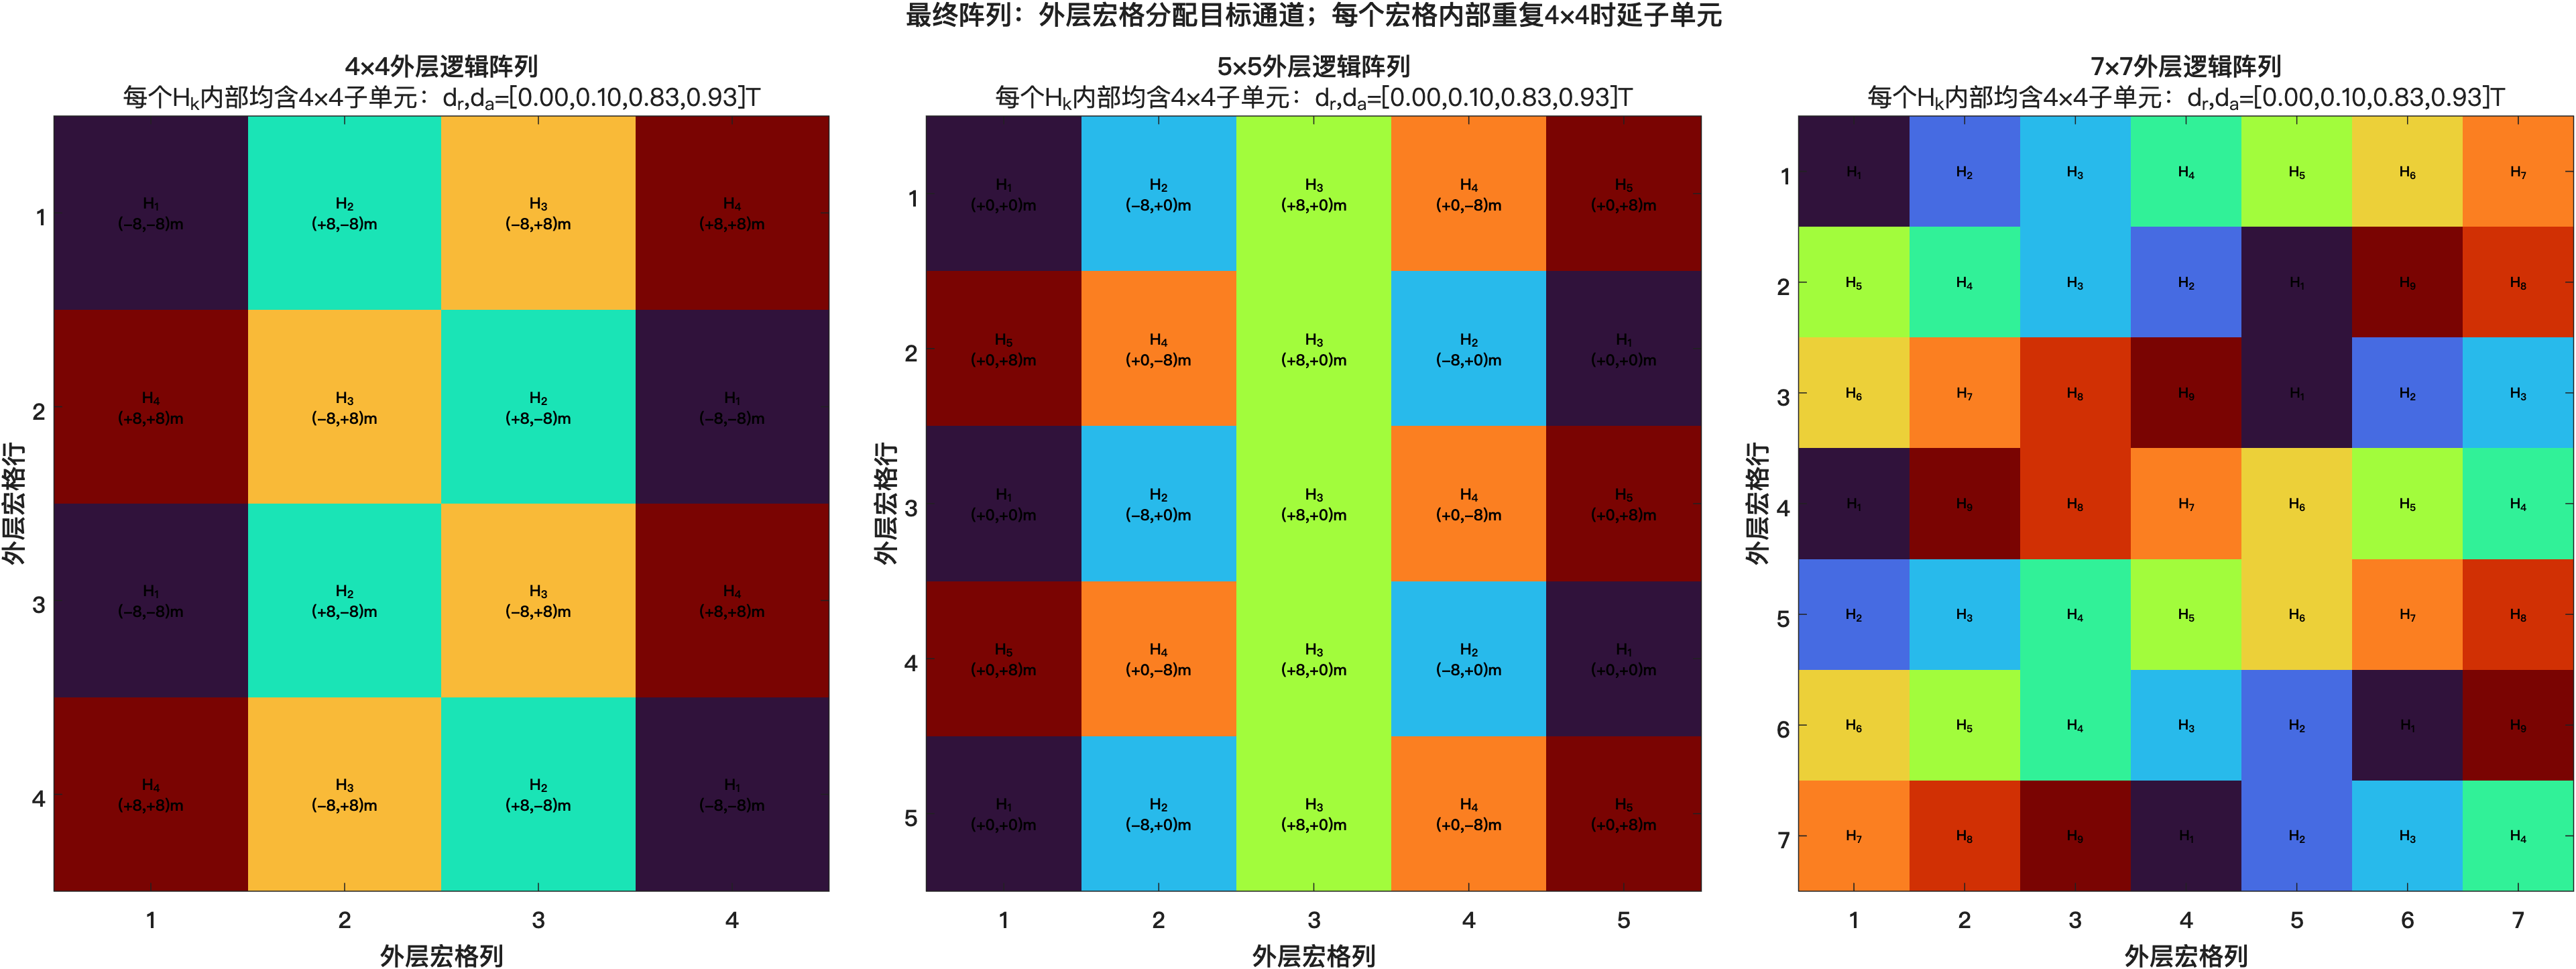 最终阵列：外层宏格分配目标通道；每个宏格内部重复4×4时延子单元
4×4外层逻辑阵列
每个Hₖ内部均含4×4子单元：dᵣ,dₐ=[0.00,0.10,0.83,0.93]T
外层宏格行
1
H₁ H₂ H₃ H₄
(−8,−8)m (+8,−8)m (−8,+8)m (+8,+8)m
2
H₄ H₃ H₂ H₁
(+8,+8)m (−8,+8)m (+8,−8)m (−8,−8)m
3
H₁ H₂ H₃ H₄
(−8,−8)m (+8,−8)m (−8,+8)m (+8,+8)m
4
H₄ H₃ H₂ H₁
(+8,+8)m (−8,+8)m (+8,−8)m (−8,−8)m
1 2 3 4
外层宏格列
5×5外层逻辑阵列
每个Hₖ内部均含4×4子单元：dᵣ,dₐ=[0.00,0.10,0.83,0.93]T
外层宏格行
1
H₁ H₂ H₃ H₄ H₅
(+0,+0)m (−8,+0)m (+8,+0)m (+0,−8)m (+0,+8)m
2
H₅ H₄ H₃ H₂ H₁
(+0,+8)m (+0,−8)m (+8,+0)m (−8,+0)m (+0,+0)m
3
H₁ H₂ H₃ H₄ H₅
(+0,+0)m (−8,+0)m (+8,+0)m (+0,−8)m (+0,+8)m
4
H₅ H₄ H₃ H₂ H₁
(+0,+8)m (+0,−8)m (+8,+0)m (−8,+0)m (+0,+0)m
5
H₁ H₂ H₃ H₄ H₅
(+0,+0)m (−8,+0)m (+8,+0)m (+0,−8)m (+0,+8)m
1 2 3 4 5
外层宏格列
7×7外层逻辑阵列
每个Hₖ内部均含4×4子单元：dᵣ,dₐ=[0.00,0.10,0.83,0.93]T
外层宏格行
1 H₁ H₂ H₃ H₄ H₅ H₆ H₇
2 H₅ H₄ H₃ H₂ H₁ H₉ H₈
3 H₆ H₇ H₈ H₉ H₁ H₂ H₃
4 H₁ H₉ H₈ H₇ H₆ H₅ H₄
5 H₂ H₃ H₄ H₅ H₆ H₇ H₈
6 H₆ H₅ H₄ H₃ H₂ H₁ H₉
7 H₇ H₈ H₉ H₁ H₂ H₃ H₄
1 2 3 4 5 6 7
外层宏格列